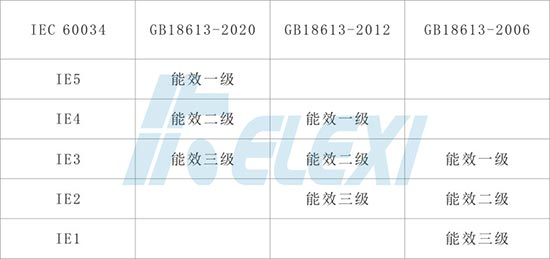 IEC 60034 GB18613-2020 GB18613-2012 GB18613-2006
IE5 能效一级
IE4 能效二级 能效一级
IE3 能效三级 能效二级 能效一级
IE2 能效三级 能效二级
IE1 能效三级
ELEXI